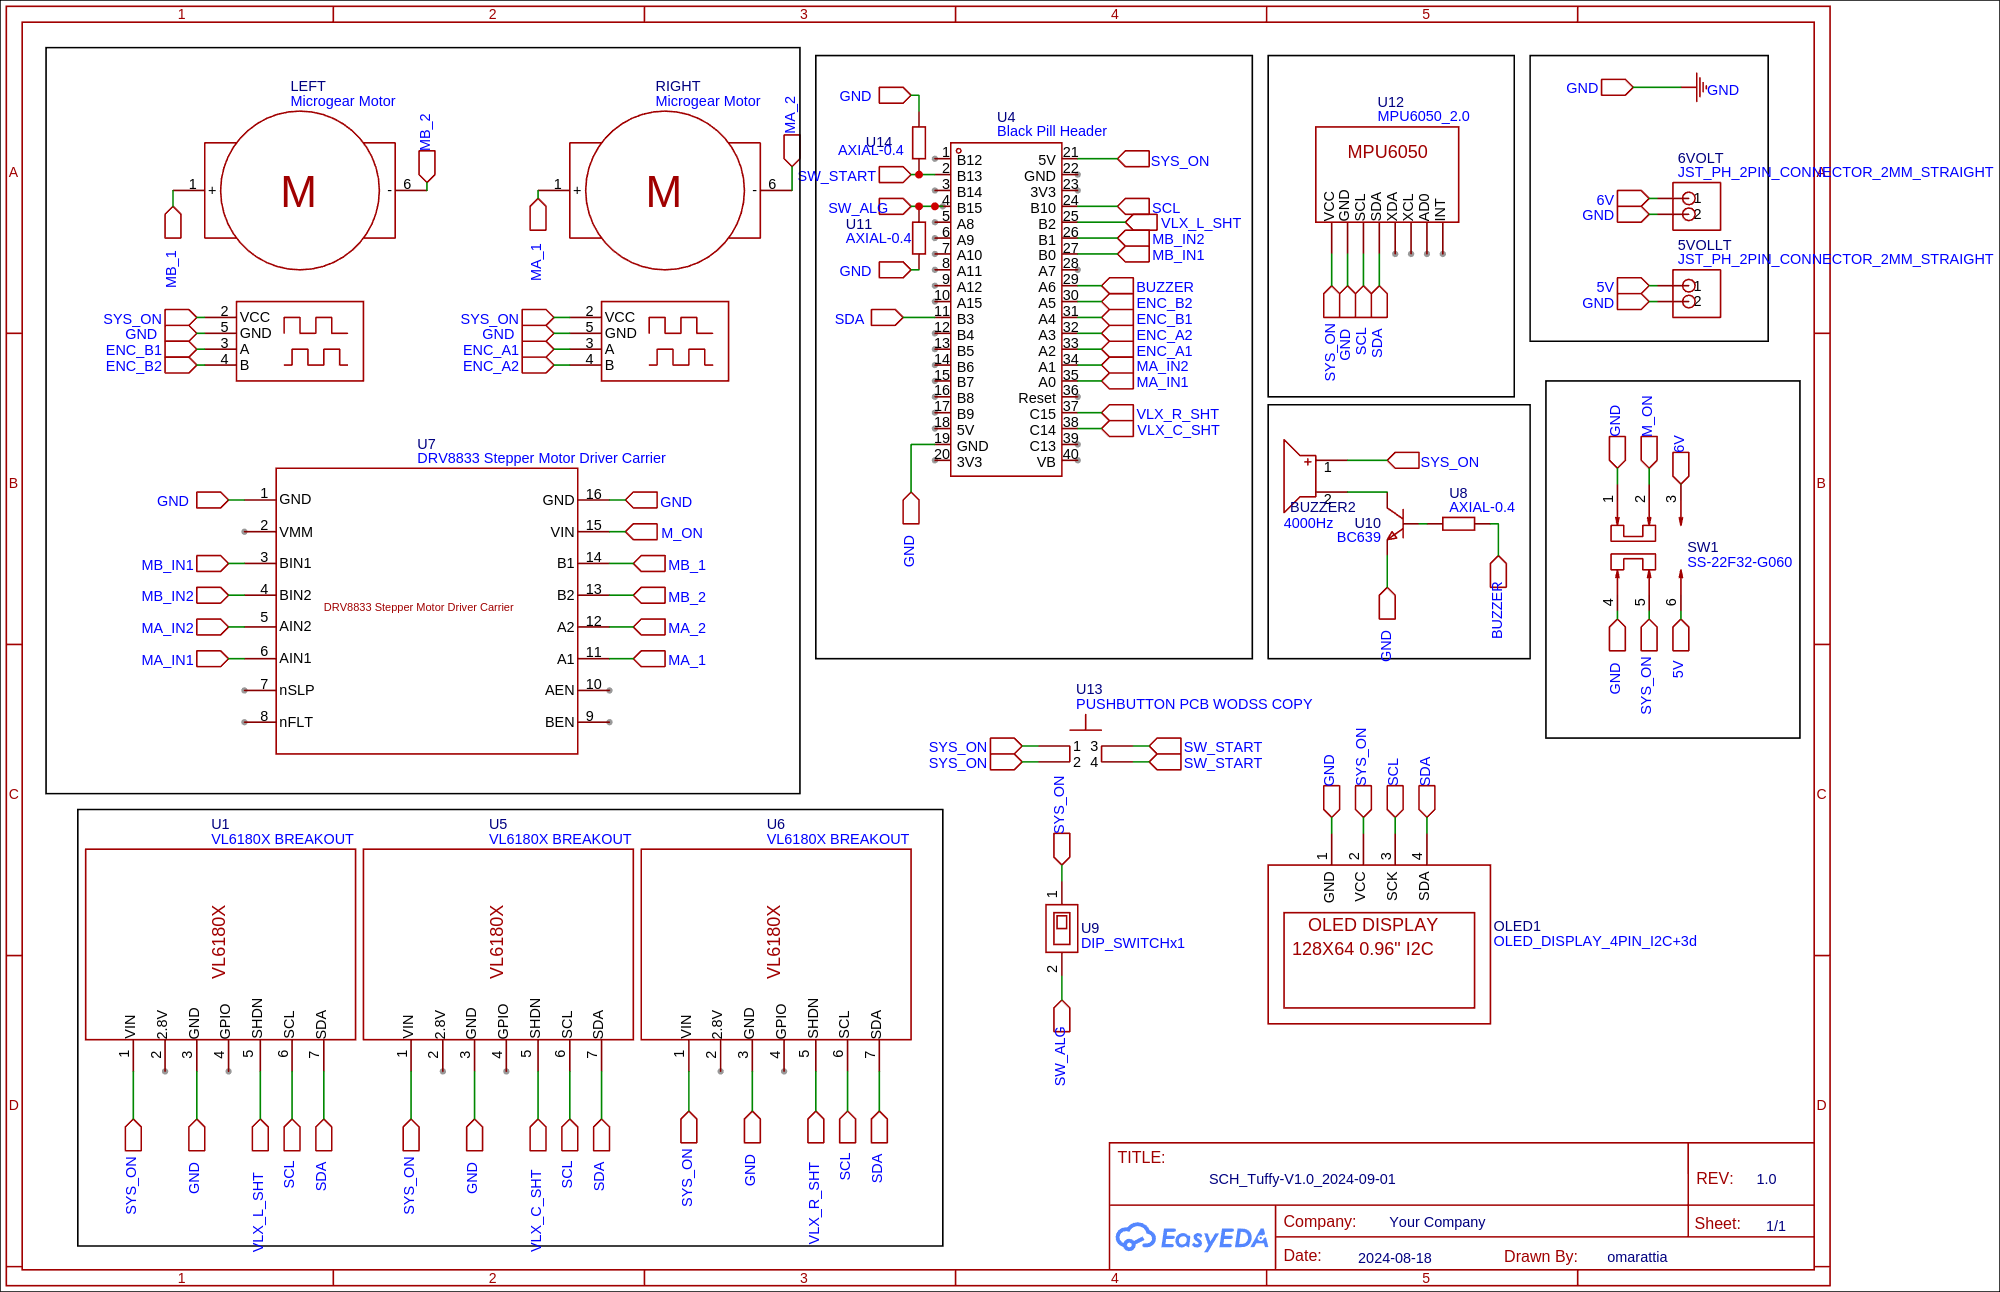 1 2 3 4 5
A
B
C
D
LEFT
Microgear Motor
M
1 + - 6
MB_1
MB_2
RIGHT
Microgear Motor
M
1 + - 6
MA_1
MA_2
SYS_ON 2 VCC
GND 5 GND
ENC_B1 3 A
ENC_B2 4 B
SYS_ON 2 VCC
GND 5 GND
ENC_A1 3 A
ENC_A2 4 B
U7
DRV8833 Stepper Motor Driver Carrier
GND 1 GND GND 16 GND
2 VMM VIN 15 M_ON
MB_IN1 3 BIN1 B1 14 MB_1
MB_IN2 4 BIN2 B2 13 MB_2
DRV8833 Stepper Motor Driver Carrier
MA_IN2 5 AIN2 A2 12 MA_2
MA_IN1 6 AIN1 A1 11 MA_1
7 nSLP AEN 10
8 nFLT BEN 9
GND
U14
AXIAL-0.4
SW_START
SW_ALG
U11
AXIAL-0.4
GND
SDA
GND
U4
Black Pill Header
1 B12 5V 21 SYS_ON
2 B13 GND 22
3 B14 3V3 23
4 B15 B10 24 SCL
5 A8 B2 25 VLX_L_SHT
6 A9 B1 26 MB_IN2
7 A10 B0 27 MB_IN1
8 A11 A7 28
9 A12 A6 29 BUZZER
10 A15 A5 30 ENC_B2
11 B3 A4 31 ENC_B1
12 B4 A3 32 ENC_A2
13 B5 A2 33 ENC_A1
14 B6 A1 34 MA_IN2
15 B7 A0 35 MA_IN1
16 B8 Reset 36
17 B9 C15 37 VLX_R_SHT
18 5V C14 38 VLX_C_SHT
19 GND C13 39
20 3V3 VB 40
U12
MPU6050_2.0
MPU6050
VCC GND SCL SDA XDA XCL AD0 INT
SYS_ON GND SCL SDA
GND GND
6VOLT
JST_PH_2PIN_CONNECTOR_2MM_STRAIGHT
6V 1
GND 2
5VOLLT
JST_PH_2PIN_CONNECTOR_2MM_STRAIGHT
5V 1
GND 2
+ 1 SYS_ON
2
BUZZER2
4000Hz
U10
BC639
U8
AXIAL-0.4
GND
BUZZER
GND M_ON 6V
1 2 3
SW1
SS-22F32-G060
4 5 6
GND SYS_ON 5V
U13
PUSHBUTTON PCB WODSS COPY
SYS_ON 1 3 SW_START
SYS_ON 2 4 SW_START
SYS_ON
1
U9
DIP_SWITCHx1
2
SW_ALG
GND SYS_ON SCL SDA
1 2 3 4
GND VCC SCK SDA
OLED DISPLAY
128X64 0.96" I2C
OLED1
OLED_DISPLAY_4PIN_I2C+3d
U1
VL6180X BREAKOUT
VL6180X
VIN 2.8V GND GPIO SHDN SCL SDA
1 2 3 4 5 6 7
SYS_ON GND VLX_L_SHT SCL SDA
U5
VL6180X BREAKOUT
VL6180X
VIN 2.8V GND GPIO SHDN SCL SDA
1 2 3 4 5 6 7
SYS_ON GND VLX_C_SHT SCL SDA
U6
VL6180X BREAKOUT
VL6180X
VIN 2.8V GND GPIO SHDN SCL SDA
1 2 3 4 5 6 7
SYS_ON GND VLX_R_SHT SCL SDA
TITLE:
SCH_Tuffy-V1.0_2024-09-01
REV: 1.0
EasyEDA
Company: Your Company
Sheet: 1/1
Date: 2024-08-18
Drawn By: omarattia
A
B
C
D
1 2 3 4 5